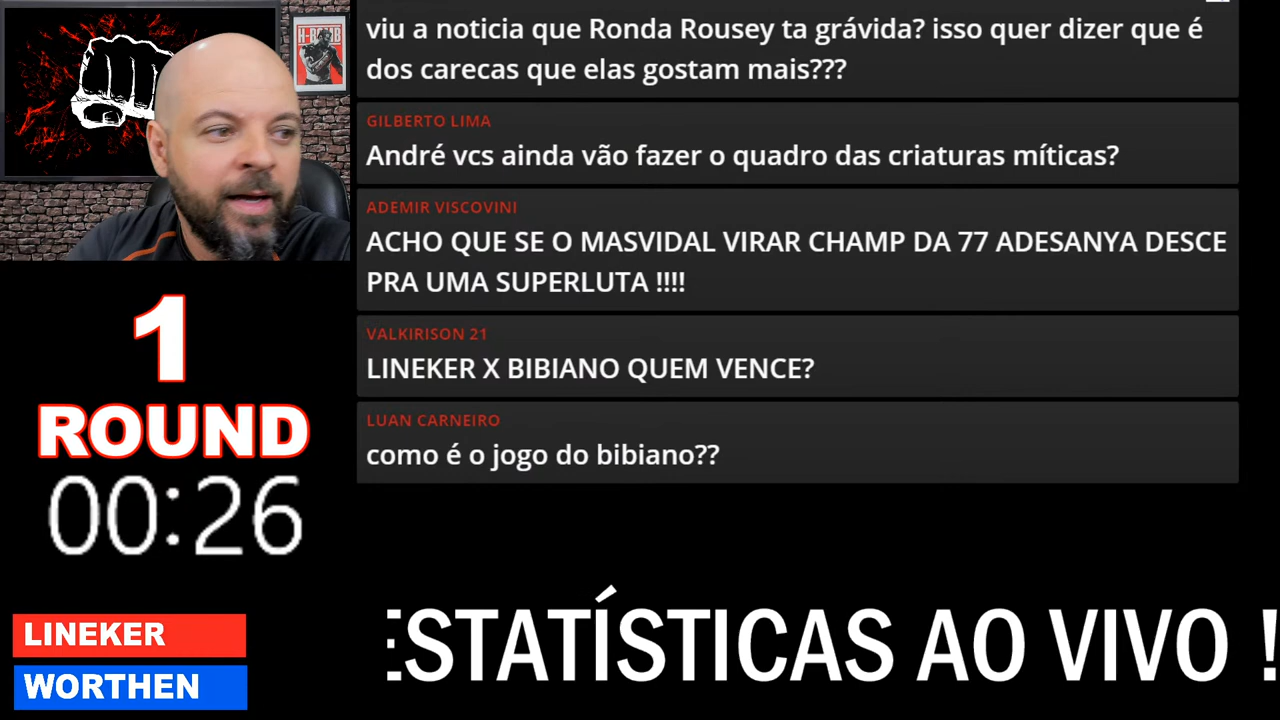 H-BOMB
viu a noticia que Ronda Rousey ta grávida? isso quer dizer que é
dos carecas que elas gostam mais???
GILBERTO LIMA
André vcs ainda vão fazer o quadro das criaturas míticas?
ADEMIR VISCOVINI
ACHO QUE SE O MASVIDAL VIRAR CHAMP DA 77 ADESANYA DESCE
PRA UMA SUPERLUTA !!!!
VALKIRISON 21
LINEKER X BIBIANO QUEM VENCE?
LUAN CARNEIRO
como é o jogo do bibiano??
1
ROUND
00:26
LINEKER
WORTHEN
ESTATÍSTICAS AO VIVO !